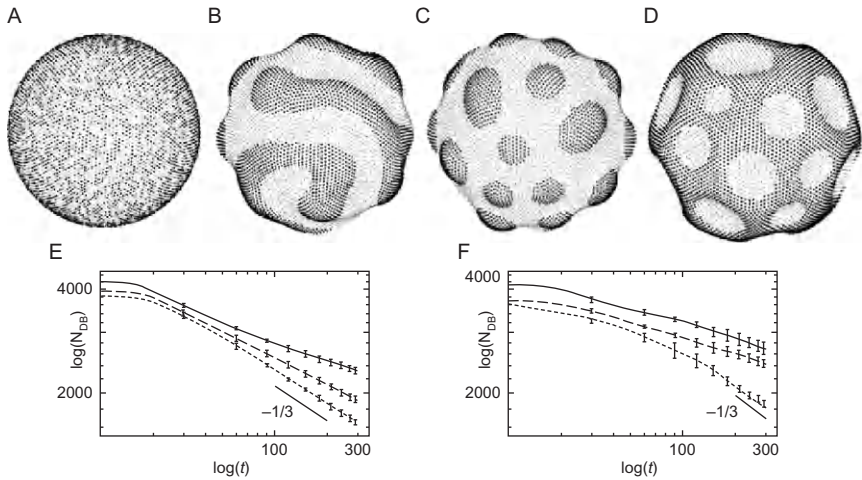 A B C D
E F
4000 4000
log(N_DB) log(N_DB)
2000 2000
–1/3 –1/3
100 300 100 300
log(t) log(t)